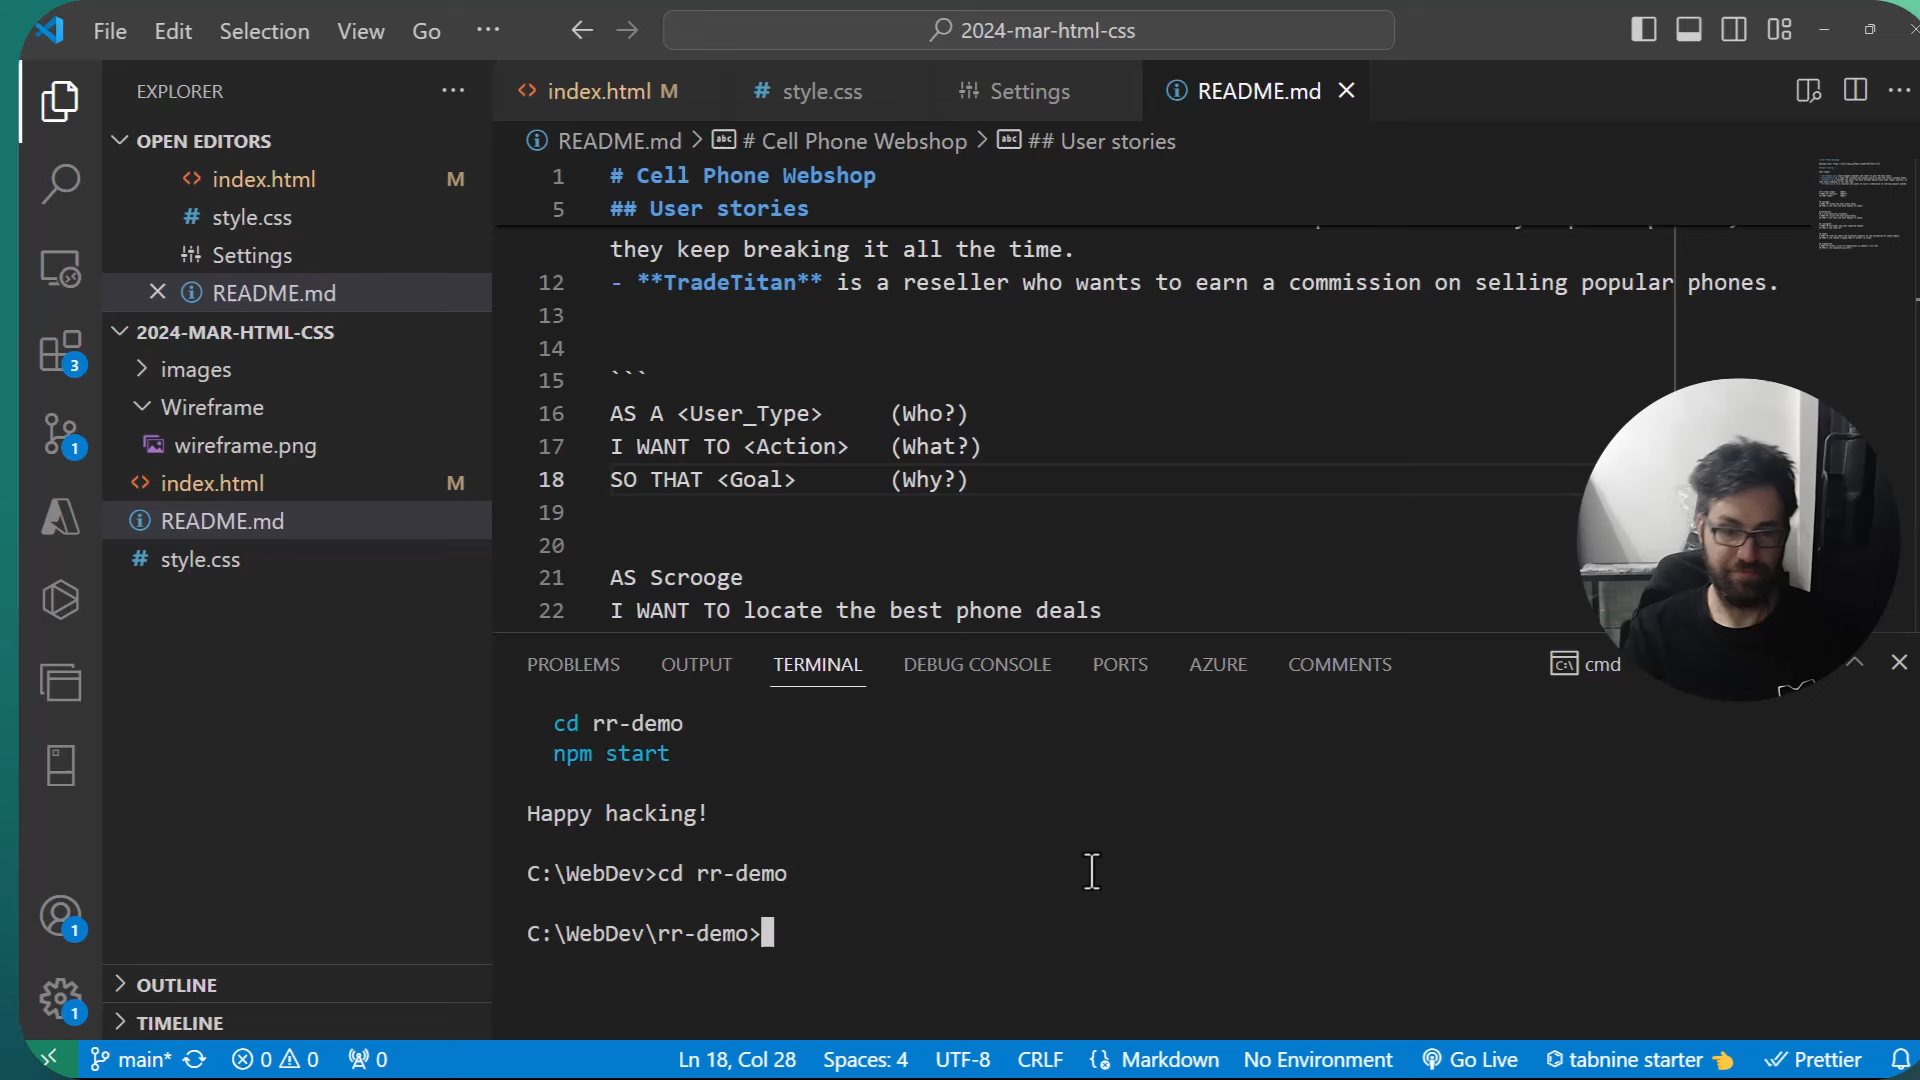 File Edit Selection View Go ...
2024-mar-html-css
EXPLORER ...
OPEN EDITORS
index.html M
style.css
Settings
README.md
2024-MAR-HTML-CSS
images
Wireframe
wireframe.png
index.html M
README.md
style.css
OUTLINE
TIMELINE
3
1
1
1
index.html M
style.css
Settings
README.md
README.md > # Cell Phone Webshop > ## User stories
1 # Cell Phone Webshop
5 ## User stories
they keep breaking it all the time.
12 - **TradeTitan** is a reseller who wants to earn a commission on selling popular phones.
13
14
15 ```
16 AS A <User_Type> (Who?)
17 I WANT TO <Action> (What?)
18 SO THAT <Goal> (Why?)
19
20
21 AS Scrooge
22 I WANT TO locate the best phone deals
PROBLEMS OUTPUT TERMINAL DEBUG CONSOLE PORTS AZURE COMMENTS cmd
cd rr-demo
npm start
Happy hacking!
C:\WebDev>cd rr-demo
C:\WebDev\rr-demo>
main* 0 0 0 Ln 18, Col 28 Spaces: 4 UTF-8 CRLF Markdown No Environment Go Live tabnine starter Prettier